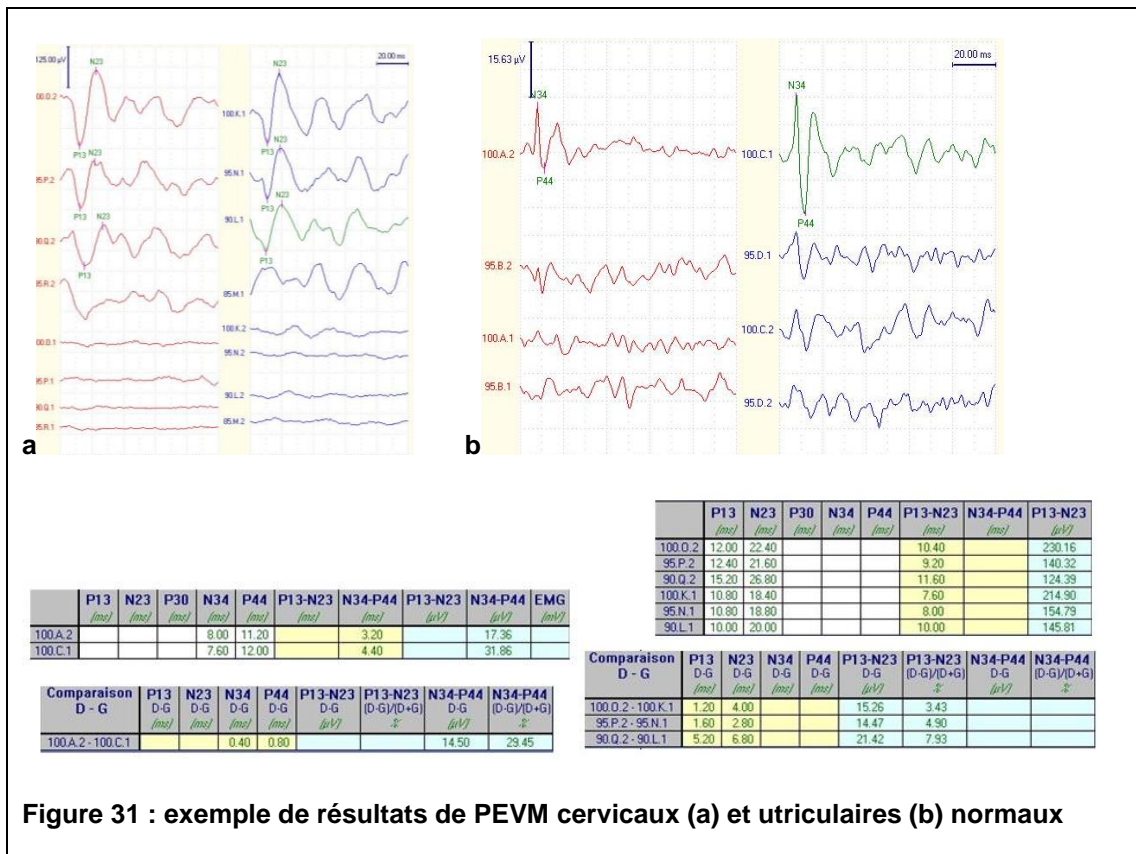 125.00 µV
20.00 ms
N23
N23
00.O.2
100.K.1
P13
N23
P13
N23
95.P.2
95.N.1
P13
N23
P13
N23
90.Q.2
90.L.1
P13
P13
85.R.2
85.M.1
100.K.2
00.O.1
95.N.2
95.P.1
90.L.2
90.Q.1
85.M.2
85.R.1
a
15.63 µV
20.00 ms
N34
N34
100.A.2
100.C.1
P44
P44
95.B.2
95.D.1
100.C.2
100.A.1
95.B.1
95.D.2
b
P13 N23 P30 N34 P44 P13-N23 N34-P44 P13-N23
[ms] [ms] [ms] [ms] [ms] [ms] [ms] [µV]
100.O.2 12.00 22.40 10.40 230.16
95.P.2 12.40 21.60 9.20 140.32
90.Q.2 15.20 26.80 11.60 124.39
100.K.1 10.80 18.40 7.60 214.90
95.N.1 10.80 18.80 8.00 154.79
90.L.1 10.00 20.00 10.00 145.81
P13 N23 P30 N34 P44 P13-N23 N34-P44 P13-N23 N34-P44 EMG
[ms] [ms] [ms] [ms] [ms] [ms] [ms] [µV] [µV] [mV]
100.A.2 8.00 11.20 3.20 17.36
100.C.1 7.60 12.00 4.40 31.86
Comparaison P13 N23 N34 P44 P13-N23 P13-N23 N34-P44 N34-P44
D - G D-G D-G D-G D-G D-G (D-G)/(D+G) D-G (D-G)/(D+G)
[ms] [ms] [ms] [ms] [µV] % [µV] %
100.A.2 - 100.C.1 0.40 0.80 14.50 29.45
Comparaison P13 N23 N34 P44 P13-N23 P13-N23 N34-P44 N34-P44
D - G D-G D-G D-G D-G D-G (D-G)/(D+G) D-G (D-G)/(D+G)
[ms] [ms] [ms] [ms] [µV] % [µV] %
100.O.2 - 100.K.1 1.20 4.00 15.26 3.43
95.P.2 - 95.N.1 1.60 2.80 14.47 4.90
90.Q.2 - 90.L.1 5.20 6.80 21.42 7.93
Figure 31 : exemple de résultats de PEVM cervicaux (a) et utriculaires (b) normaux